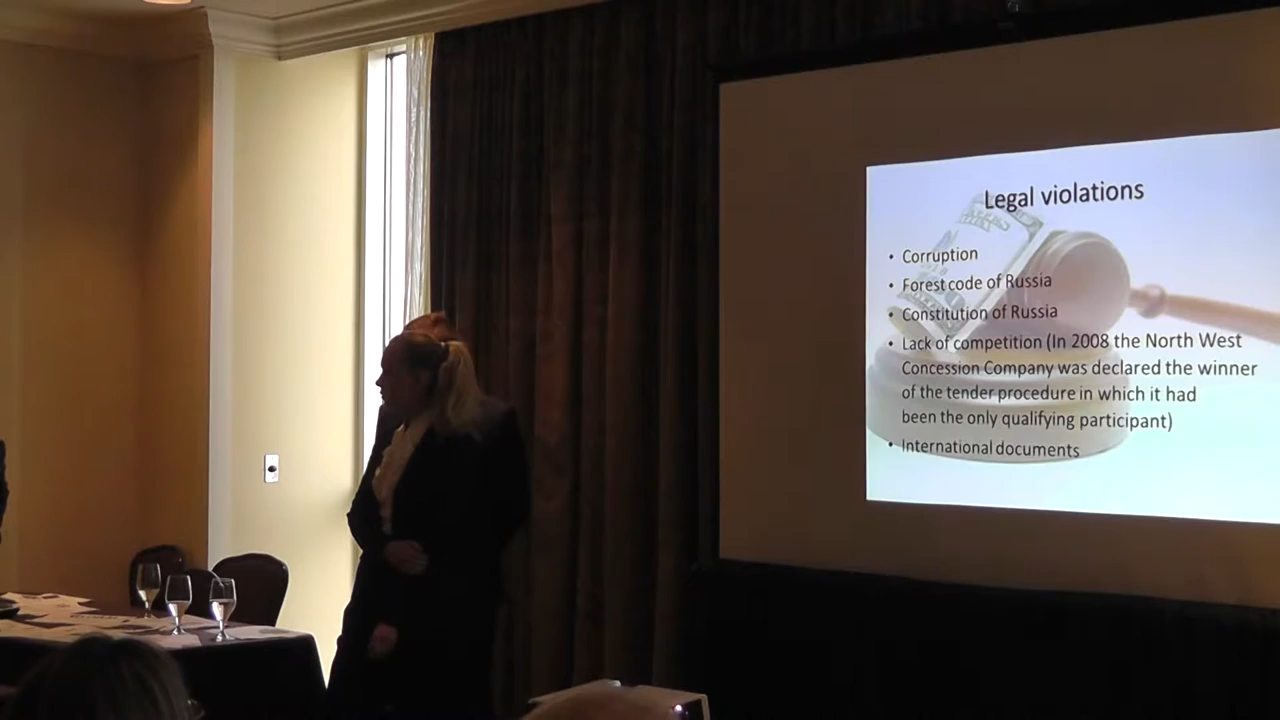 Legal violations
• Corruption
• Forest code of Russia
• Constitution of Russia
• Lack of competition (In 2008 the North West
Concession Company was declared the winner
of the tender procedure in which it had
been the only qualifying participant)
• International documents